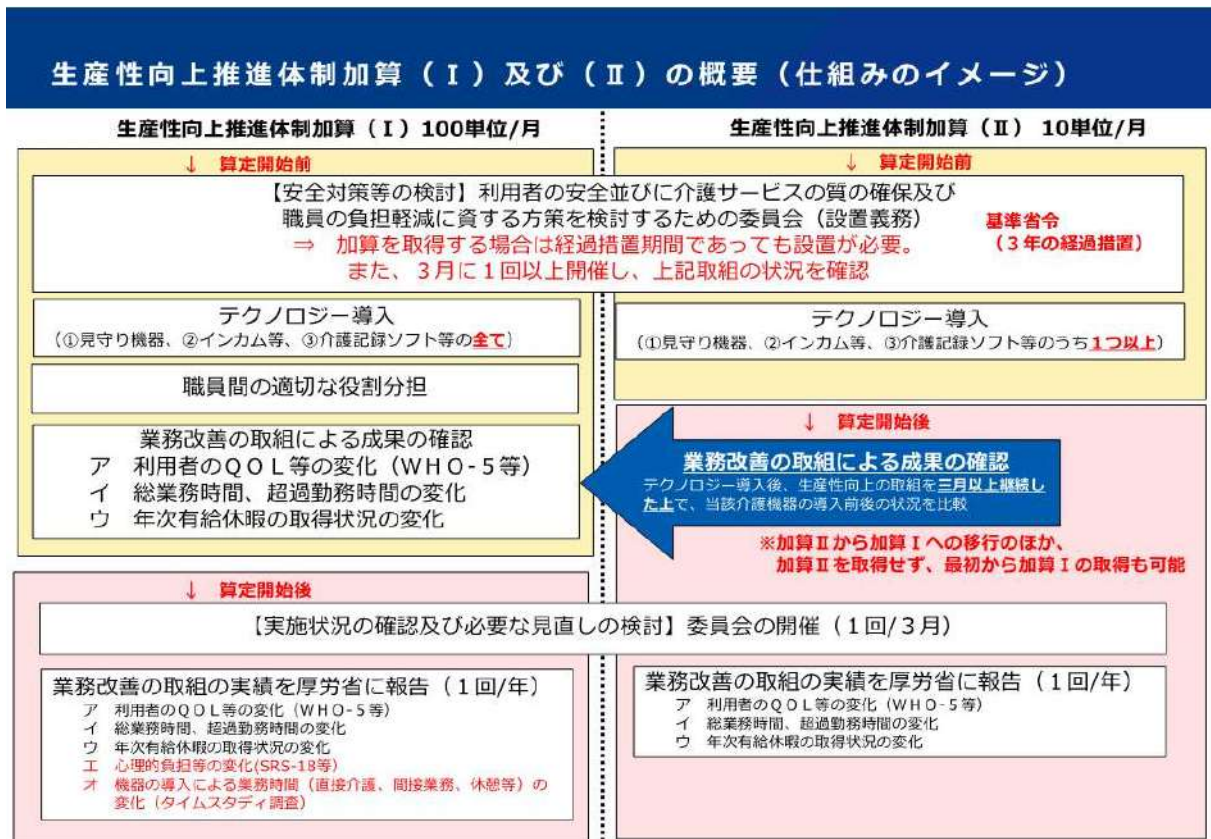 生産性向上推進体制加算（Ⅰ）及び（Ⅱ）の概要（仕組みのイメージ）
生産性向上推進体制加算（Ⅰ）100単位/月
生産性向上推進体制加算（Ⅱ） 10単位/月
↓ 算定開始前
↓ 算定開始前
【安全対策等の検討】利用者の安全並びに介護サービスの質の確保及び
職員の負担軽減に資する方策を検討するための委員会（設置義務）
⇒ 加算を取得する場合は経過措置期間であっても設置が必要。
また、３月に１回以上開催し、上記取組の状況を確認
基準省令
（３年の経過措置）
テクノロジー導入
（①見守り機器、②インカム等、③介護記録ソフト等の全て）
テクノロジー導入
（①見守り機器、②インカム等、③介護記録ソフト等のうち１つ以上）
職員間の適切な役割分担
業務改善の取組による成果の確認
ア 利用者のＱＯＬ等の変化（ＷＨＯ-５等）
イ 総業務時間、超過勤務時間の変化
ウ 年次有給休暇の取得状況の変化
↓ 算定開始後
業務改善の取組による成果の確認
テクノロジー導入後、生産性向上の取組を三月以上継続し
た上で、当該介護機器の導入前後の状況を比較
※加算Ⅱから加算Ⅰへの移行のほか、
加算Ⅱを取得せず、最初から加算Ⅰの取得も可能
↓ 算定開始後
【実施状況の確認及び必要な見直しの検討】委員会の開催（１回/３月）
業務改善の取組の実績を厚労省に報告（１回/年）
ア 利用者のＱＯＬ等の変化（ＷＨＯ-５等）
イ 総業務時間、超過勤務時間の変化
ウ 年次有給休暇の取得状況の変化
エ 心理的負担等の変化(SRS-18等)
オ 機器の導入による業務時間（直接介護、間接業務、休憩等）の
変化（タイムスタディ調査）
業務改善の取組の実績を厚労省に報告（１回/年）
ア 利用者のＱＯＬ等の変化（ＷＨＯ-５等）
イ 総業務時間、超過勤務時間の変化
ウ 年次有給休暇の取得状況の変化